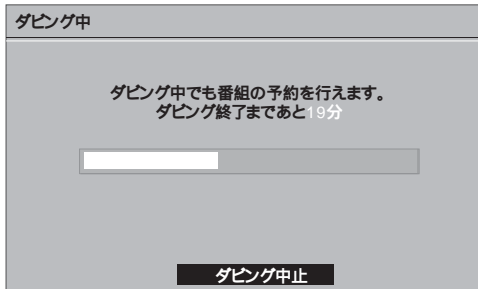 ダビング中
ダビング中でも番組の予約を行えます。
ダビング終了まであと19分
ダビング中止